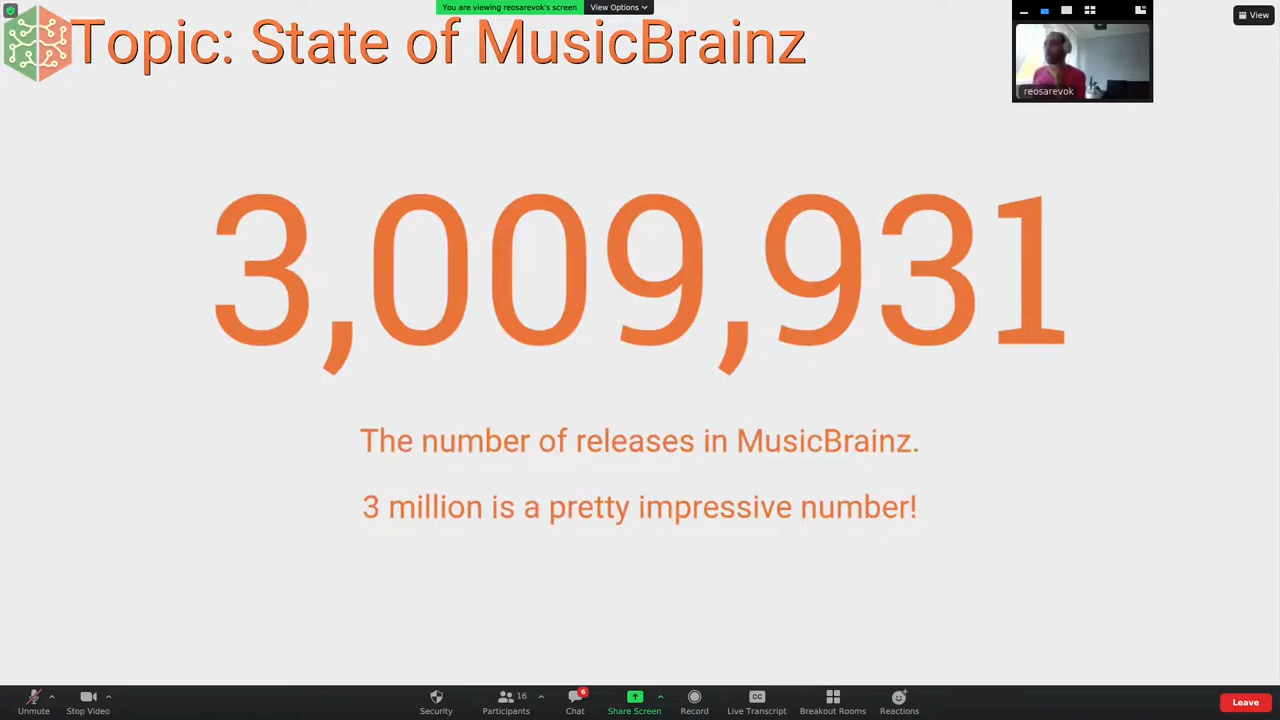 You are viewing reosarevok's screen
View Options
View
Topic: State of MusicBrainz
reosarevok
3,009,931
The number of releases in MusicBrainz.
3 million is a pretty impressive number!
Unmute
Stop Video
Security
16
Participants
6
Chat
Share Screen
Record
CC
Live Transcript
Breakout Rooms
Reactions
Leave